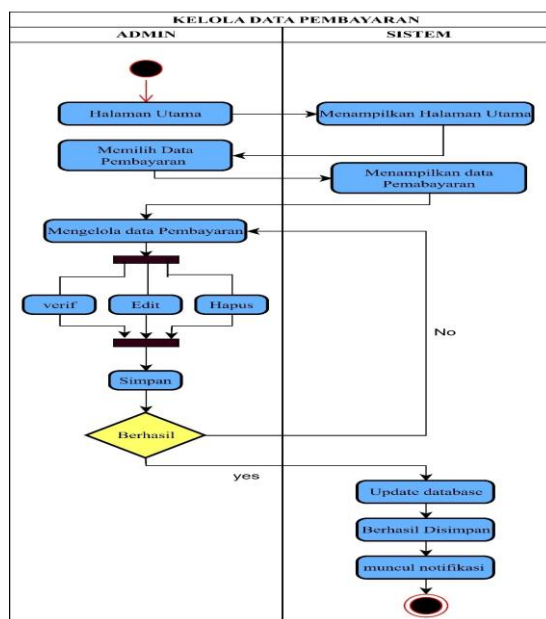 KELOLA DATA PEMBAYARAN
ADMIN
SISTEM
Halaman Utama
Menampilkan Halaman Utama
Memilih Data
Pembayaran
Menampilkan data
Pemabayaran
Mengelola data Pembayaran
verif
Edit
Hapus
No
Simpan
Berhasil
yes
Update database
Berhasil Disimpan
muncul notifikasi